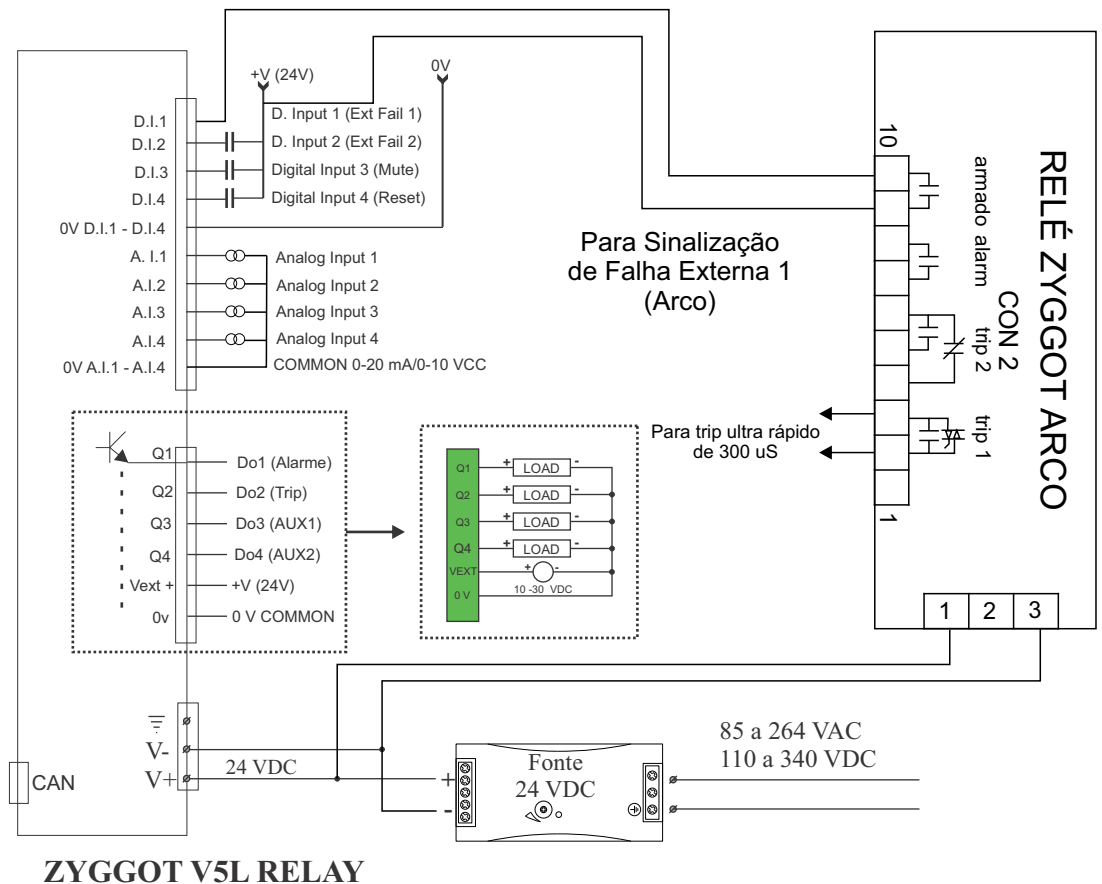 +V (24V)
0V
D.I.1
D. Input 1 (Ext Fail 1)
D.I.2
D. Input 2 (Ext Fail 2)
D.I.3
Digital Input 3 (Mute)
D.I.4
Digital Input 4 (Reset)
0V D.I.1 - D.I.4
A. I.1
Analog Input 1
A.I.2
Analog Input 2
A.I.3
Analog Input 3
A.I.4
Analog Input 4
0V A.I.1 - A.I.4
COMMON 0-20 mA/0-10 VCC
Para Sinalização
de Falha Externa 1
(Arco)
10
armado
alarm
trip 2
trip 1
1
CON 2
RELÉ ZYGGOT ARCO
Para trip ultra rápido
de 300 uS
Q1
Do1 (Alarme)
Q2
Do2 (Trip)
Q3
Do3 (AUX1)
Q4
Do4 (AUX2)
Vext +
+V (24V)
0v
0 V COMMON
Q1 + LOAD -
Q2 + LOAD -
Q3 + LOAD -
Q4 + LOAD -
VEXT + -
10 -30 VDC
0 V
1 2 3
V-
V+
24 VDC
CAN
+
-
Fonte
24 VDC
85 a 264 VAC
110 a 340 VDC
ZYGGOT V5L RELAY